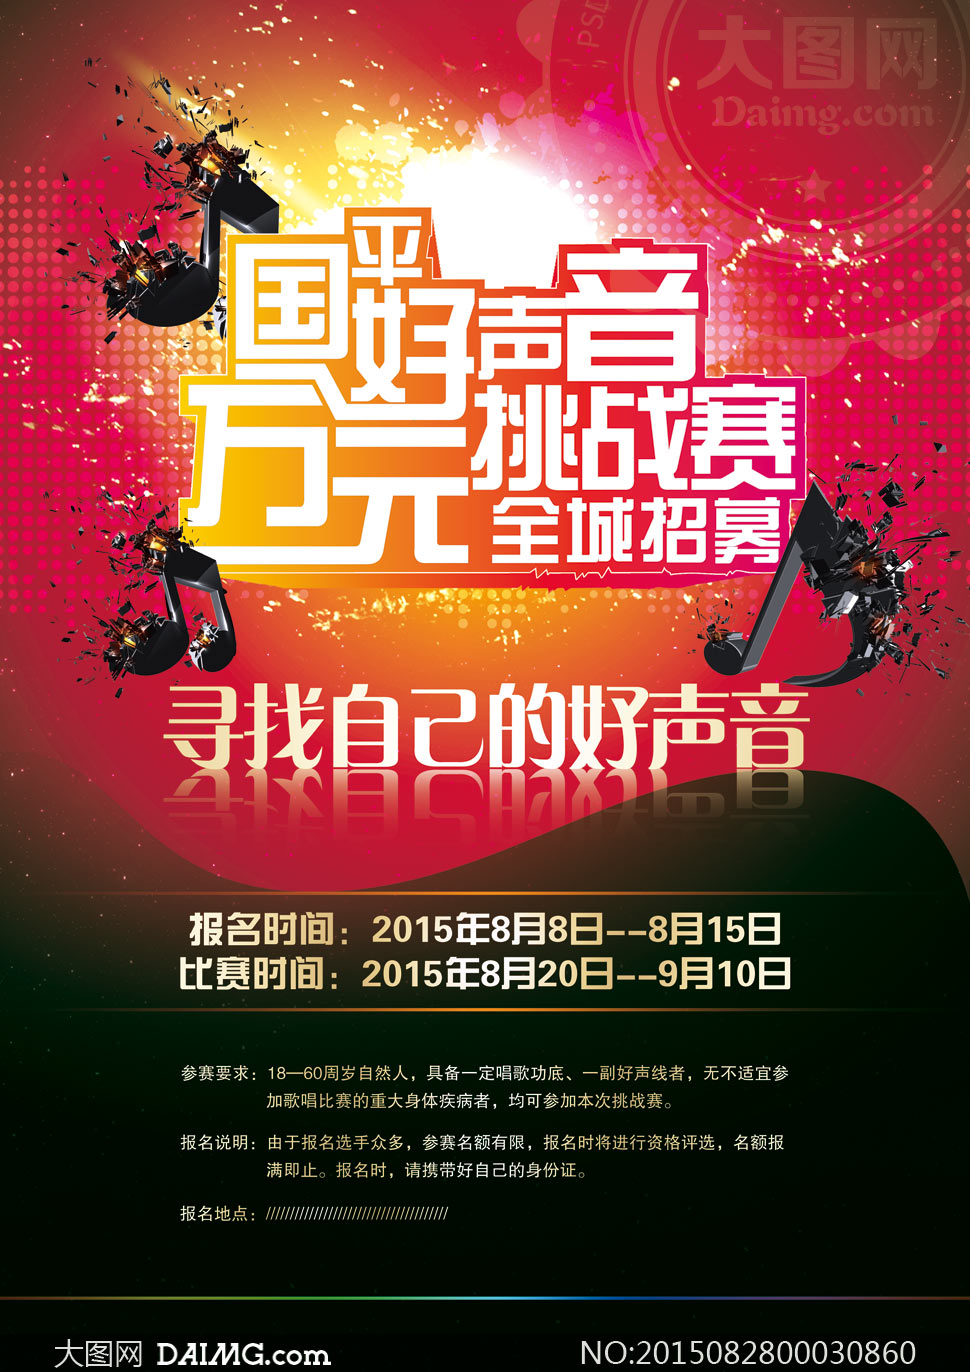 PSD
大图网
Daimg.com
国平好声音
万元挑战赛
全城招募
寻找自己的好声音
报名时间：2015年8月8日--8月15日
比赛时间：2015年8月20日--9月10日
参赛要求：18—60周岁自然人，具备一定唱歌功底、一副好声线者，无不适宜参
加歌唱比赛的重大身体疾病者，均可参加本次挑战赛。
报名说明：由于报名选手众多，参赛名额有限，报名时将进行资格评选，名额报
满即止。报名时，请携带好自己的身份证。
报名地点：//////////////////////////////////////
大图网 DAIMG.com
NO:2015082800030860